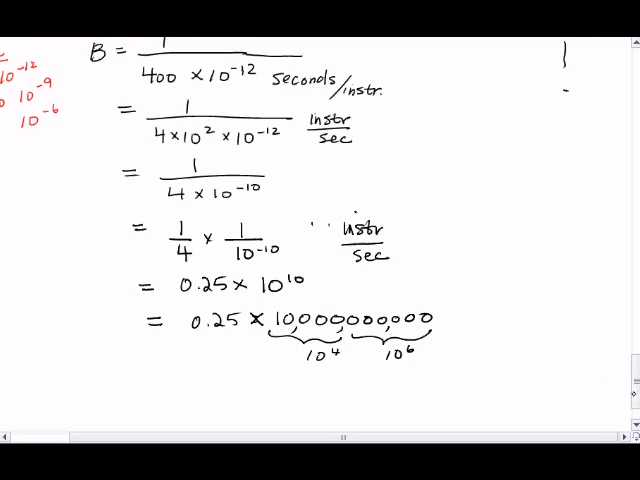 10⁻¹²
10⁻⁹
10⁻⁶
B = 1 / 400 × 10⁻¹² seconds/instr.
= 1 / 4×10² × 10⁻¹² instr/sec
= 1 / 4 × 10⁻¹⁰
= 1/4 × 1/10⁻¹⁰ instr/sec
= 0.25 × 10¹⁰
= 0.25 × 10,000,000,000
10⁴ 10⁶